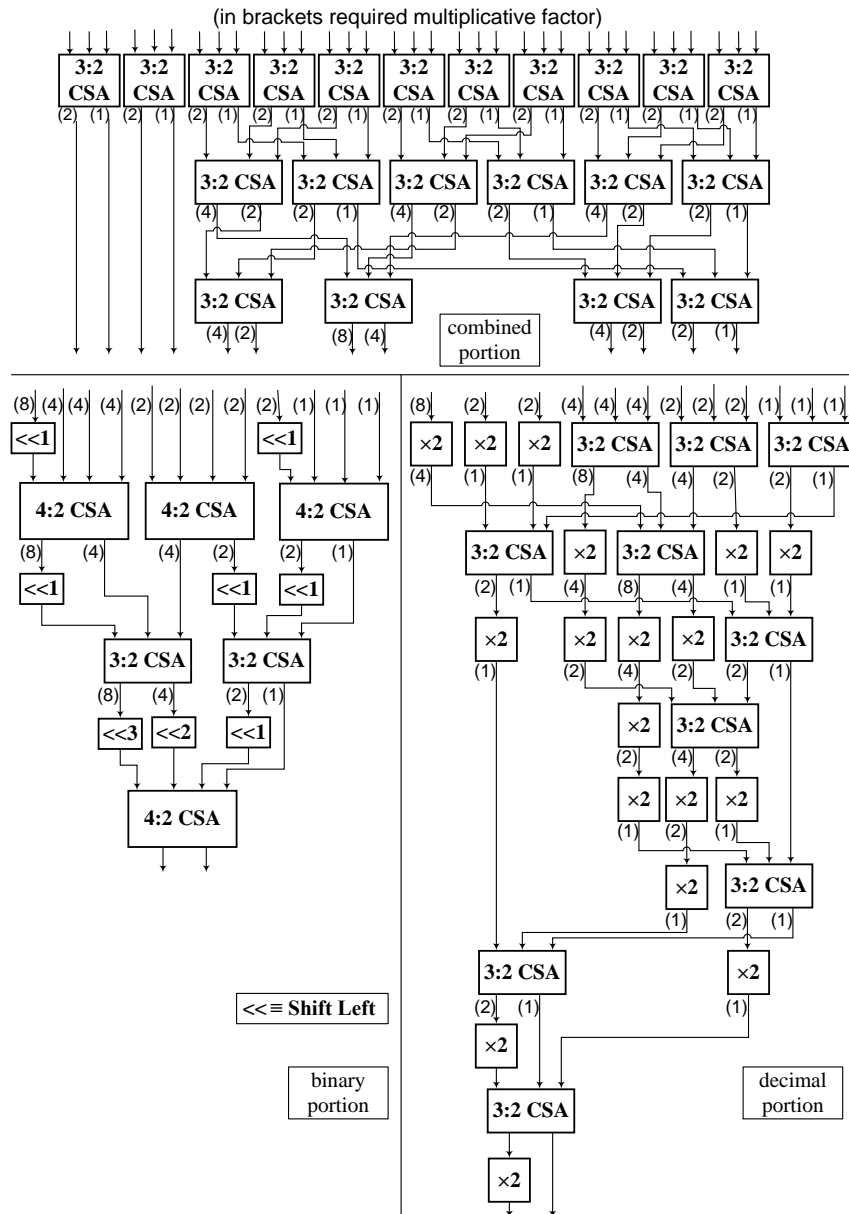 (in brackets required multiplicative factor)
3:2 3:2 3:2 3:2 3:2 3:2 3:2 3:2 3:2 3:2 3:2
CSA CSA CSA CSA CSA CSA CSA CSA CSA CSA CSA
(2) (1) (2) (1) (2) (1) (2) (1) (2) (1) (2) (1) (2) (1) (2) (1) (2) (1) (2) (1) (2) (1)
3:2 CSA 3:2 CSA 3:2 CSA 3:2 CSA 3:2 CSA 3:2 CSA
(4) (2) (2) (1) (4) (2) (2) (1) (4) (2) (2) (1)
3:2 CSA 3:2 CSA 3:2 CSA 3:2 CSA
(4) (2) (8) (4) (4) (2) (2) (1)
combined
portion
(8) (4) (4) (4) (2) (2) (2) (2) (2) (1) (1) (1)
<<1 <<1
4:2 CSA 4:2 CSA 4:2 CSA
(8) (4) (4) (2) (2) (1)
<<1 <<1 <<1
3:2 CSA 3:2 CSA
(8) (4) (2) (1)
<<3 <<2 <<1
4:2 CSA
<< ≡ Shift Left
binary
portion
(8) (2) (2) (4) (4) (4) (2) (2) (2) (1) (1) (1)
×2 ×2 ×2 3:2 CSA 3:2 CSA 3:2 CSA
(4) (1) (1) (8) (4) (4) (2) (2) (1)
3:2 CSA ×2 3:2 CSA ×2 ×2
(2) (1) (4) (8) (4) (1) (1)
×2 ×2 ×2 ×2 3:2 CSA
(1) (2) (4) (2) (2) (1)
×2 3:2 CSA
(2) (4) (2)
×2 ×2 ×2
(1) (2) (1)
×2 3:2 CSA
(1) (2) (1)
3:2 CSA ×2
(2) (1) (1)
×2
3:2 CSA
×2
decimal
portion